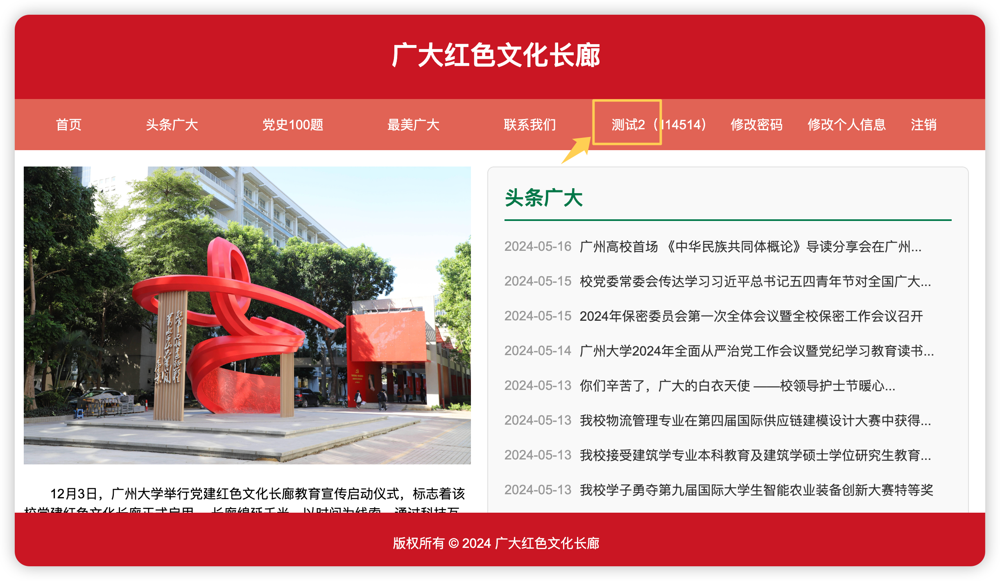 广大红色文化长廊
首页 头条广大 党史100题 最美广大 联系我们 测试2（114514） 修改密码 修改个人信息 注销
头条广大
2024-05-16 广州高校首场 《中华民族共同体概论》导读分享会在广州...
2024-05-15 校党委常委会传达学习习近平总书记五四青年节对全国广大...
2024-05-15 2024年保密委员会第一次全体会议暨全校保密工作会议召开
2024-05-14 广州大学2024年全面从严治党工作会议暨党纪学习教育读书...
2024-05-13 你们辛苦了，广大的白衣天使 ——校领导护士节暖心...
2024-05-13 我校物流管理专业在第四届国际供应链建模设计大赛中获得...
2024-05-13 我校接受建筑学专业本科教育及建筑学硕士学位研究生教育...
2024-05-13 我校学子勇夺第九届国际大学生智能农业装备创新大赛特等奖
红军不怕远征难
万水千山只等闲
12月3日，广州大学举行党建红色文化长廊教育宣传启动仪式，标志着该
校党建红色文化长廊正式启用。 长廊绵延千米，以时间为线索，通过科技互
版权所有 © 2024 广大红色文化长廊